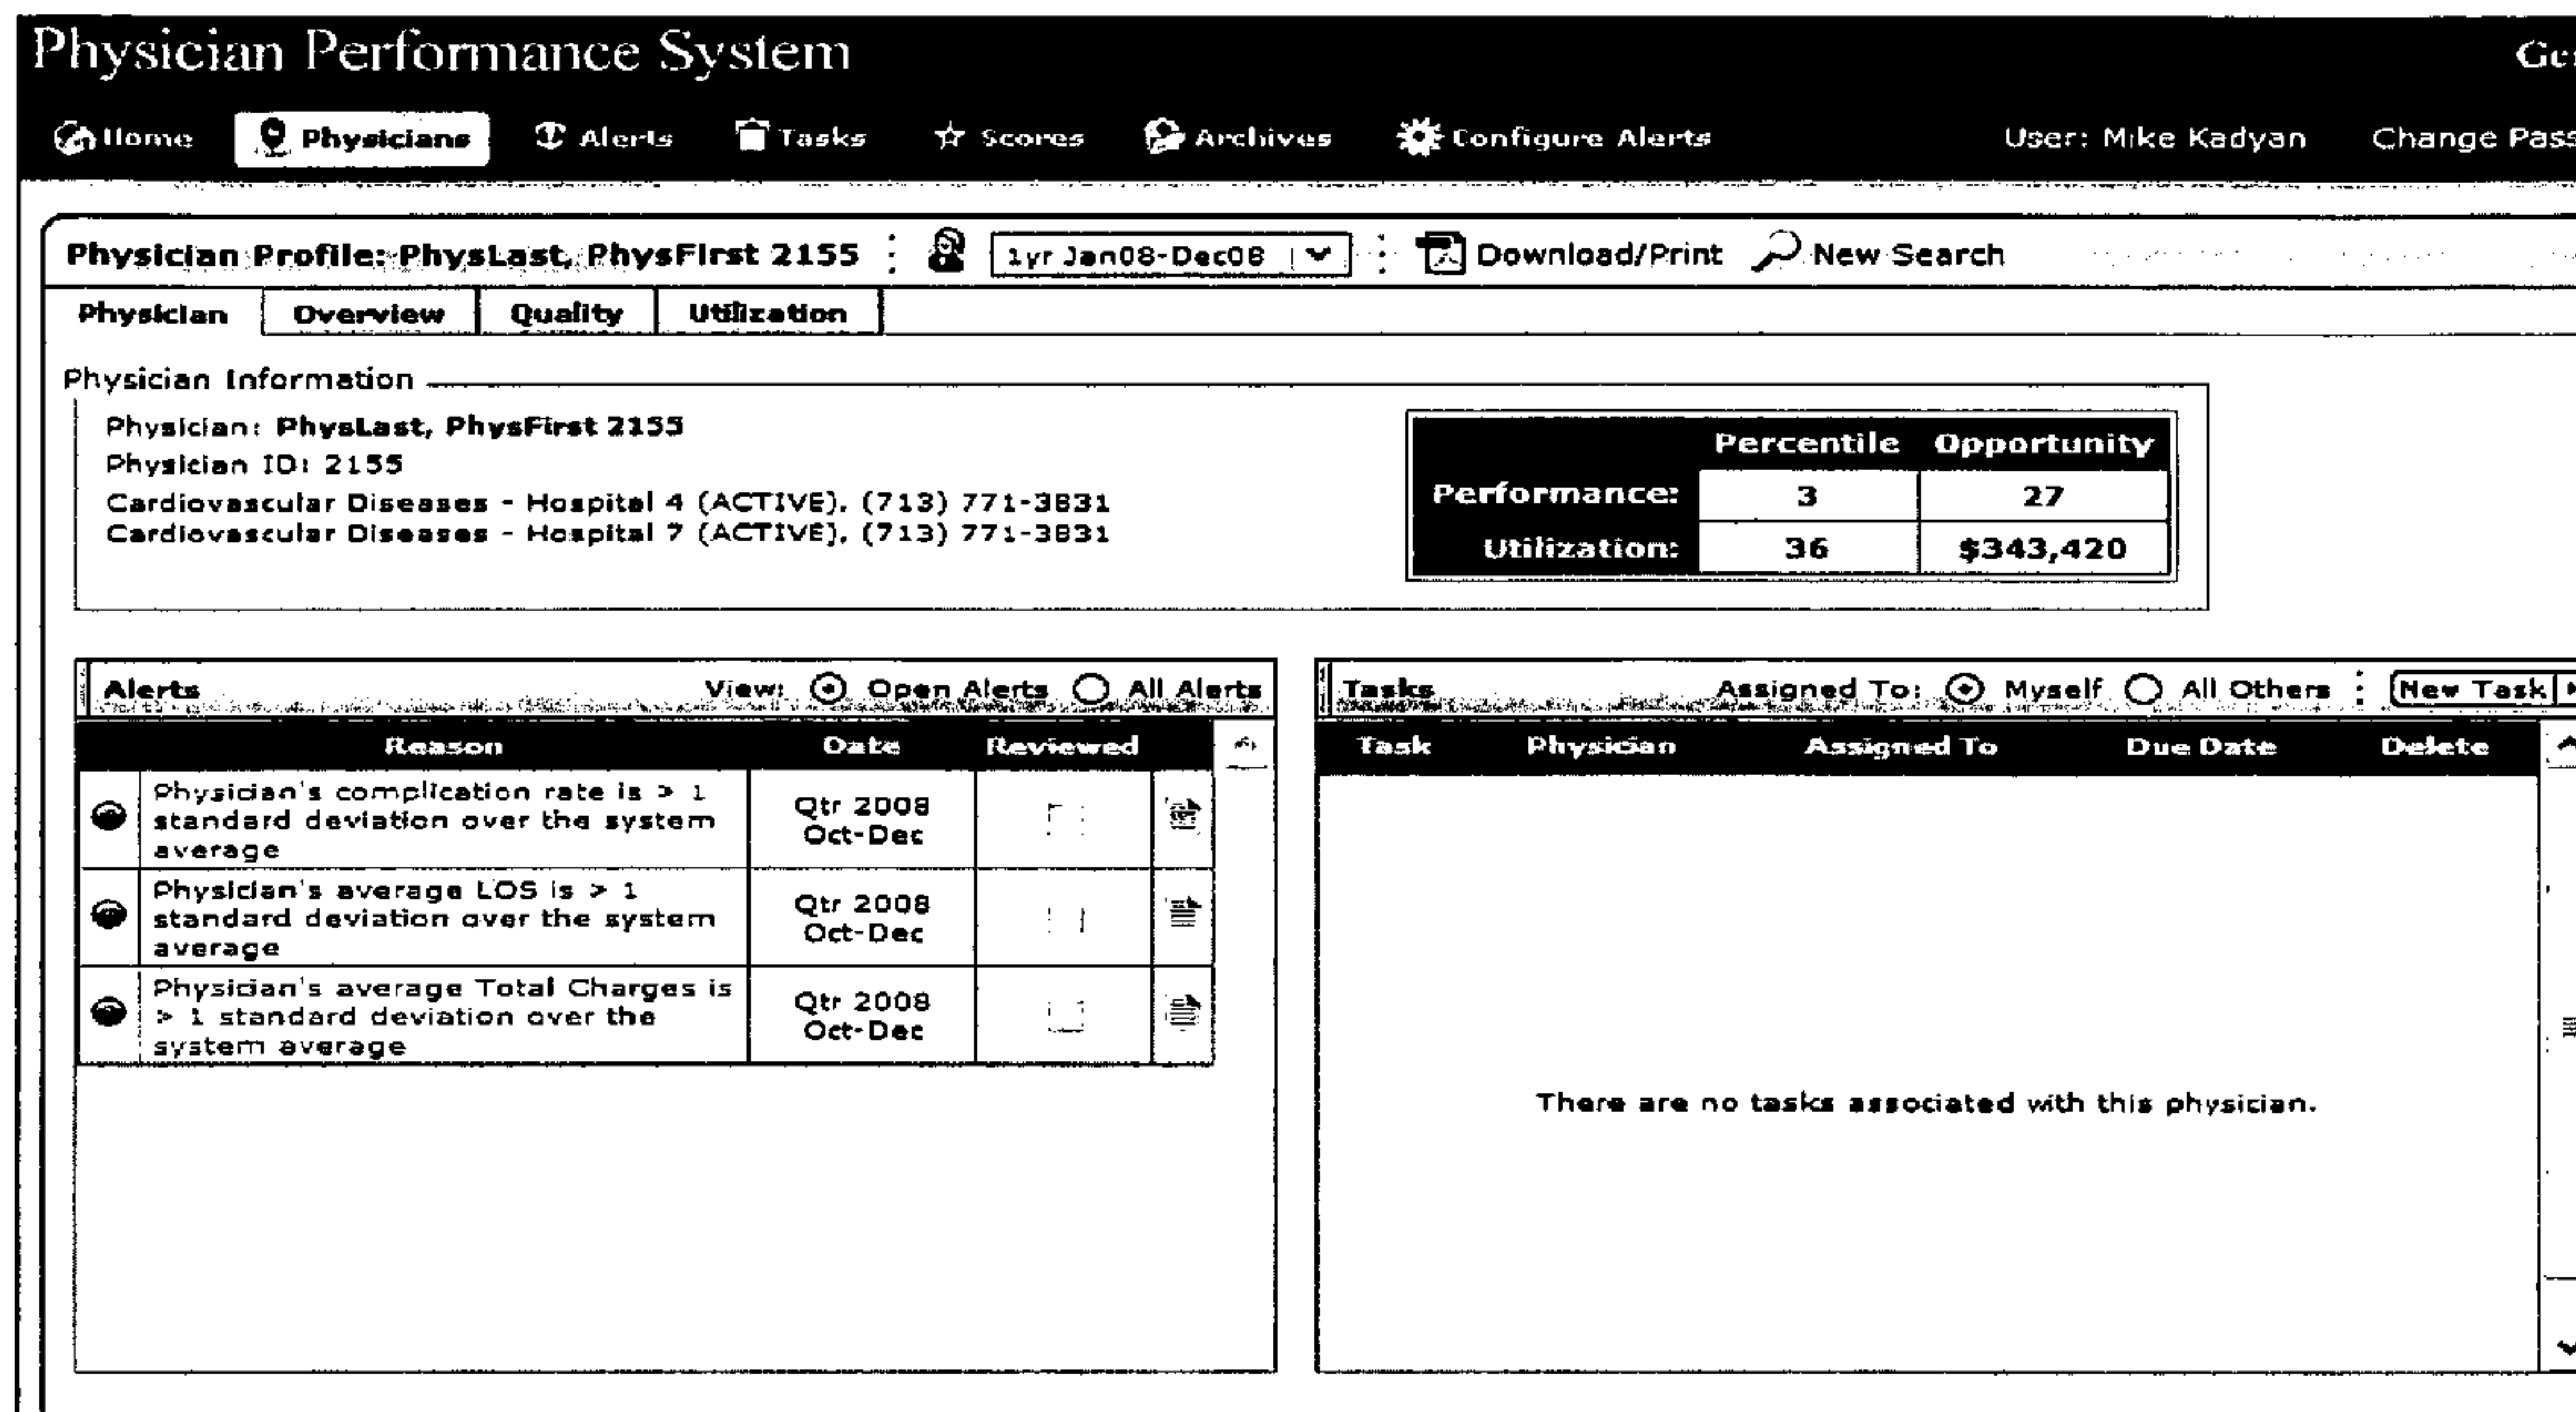 Physician Performance System
Home Physicians Alerts Tasks Scores Archives Configure Alerts User: Mike Kadyan Change Pass
Physician Profile: PhysLast, PhysFirst 2155 1yr Jan08-Dec08 Download/Print New Search
Physician Overview Quality Utilization
Physician Information
Physician: PhysLast, PhysFirst 2155
Physician ID: 2155
Cardiovascular Diseases - Hospital 4 (ACTIVE), (713) 771-3831
Cardiovascular Diseases - Hospital 7 (ACTIVE), (713) 771-3831
Percentile Opportunity
Performance: 3 27
Utilization: 36 $343,420
Alerts View: Open Alerts All Alerts
Reason Date Reviewed
Physician's complication rate is > 1
standard deviation over the system
average
Qtr 2008
Oct-Dec
Physician's average LOS is > 1
standard deviation over the system
average
Qtr 2008
Oct-Dec
Physician's average Total Charges is
> 1 standard deviation over the
system average
Qtr 2008
Oct-Dec
Tasks Assigned To: Myself All Others New Task
Task Physician Assigned To Due Date Delete
There are no tasks associated with this physician.